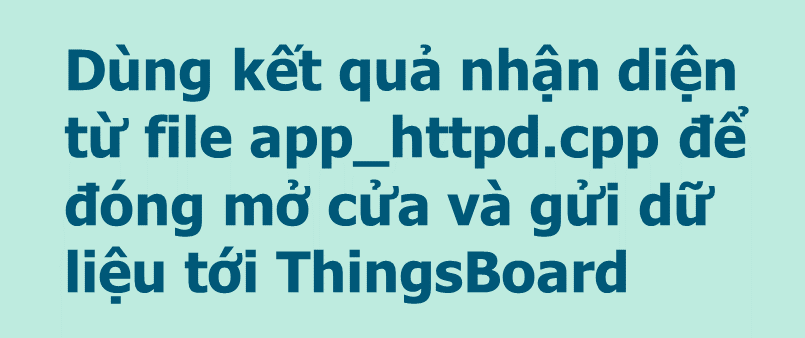 Dùng kết quả nhận diện
từ file app_httpd.cpp để
đóng mở cửa và gửi dữ
liệu tới ThingsBoard